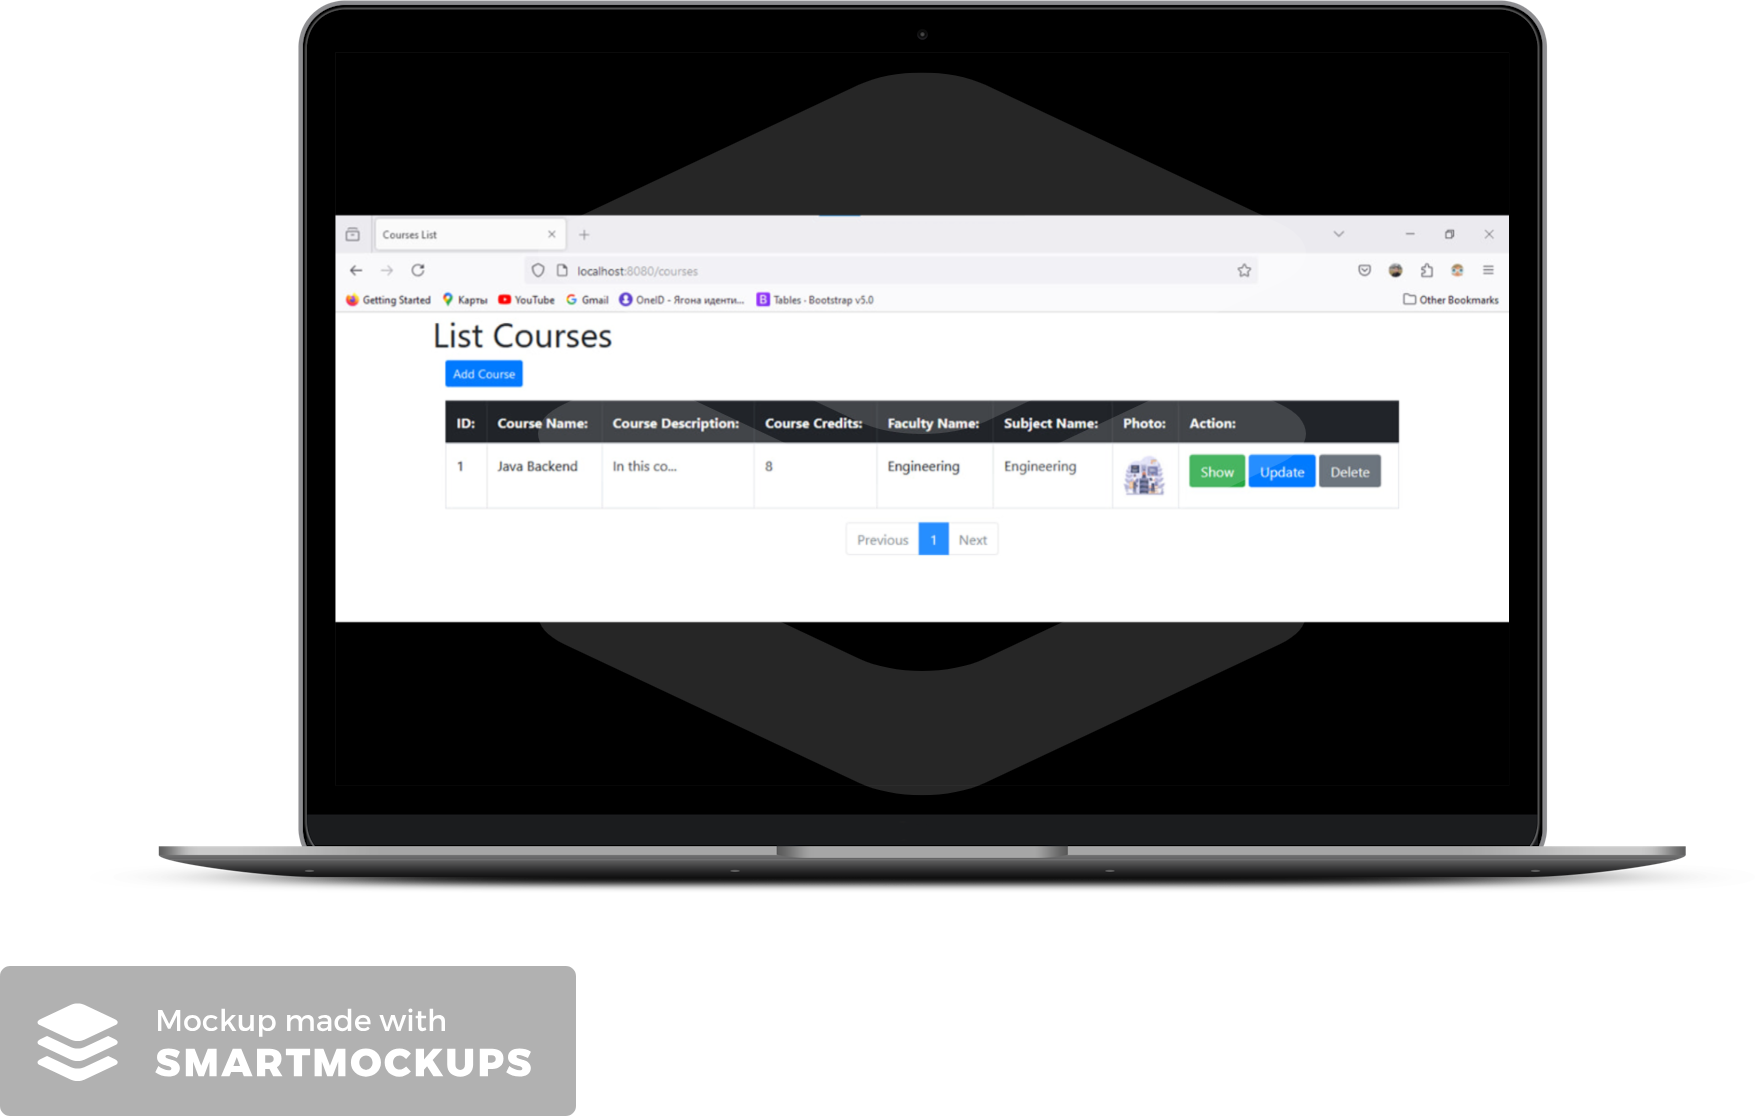 Courses List
localhost:8080/courses
Getting Started Карты YouTube Gmail OneID - Ягона иденти... Tables · Bootstrap v5.0 Other Bookmarks
List Courses
Add Course
ID: Course Name: Course Description: Course Credits: Faculty Name: Subject Name: Photo: Action:
1 Java Backend In this co... 8 Engineering Engineering Show Update Delete
Previous 1 Next
Mockup made with
SMARTMOCKUPS